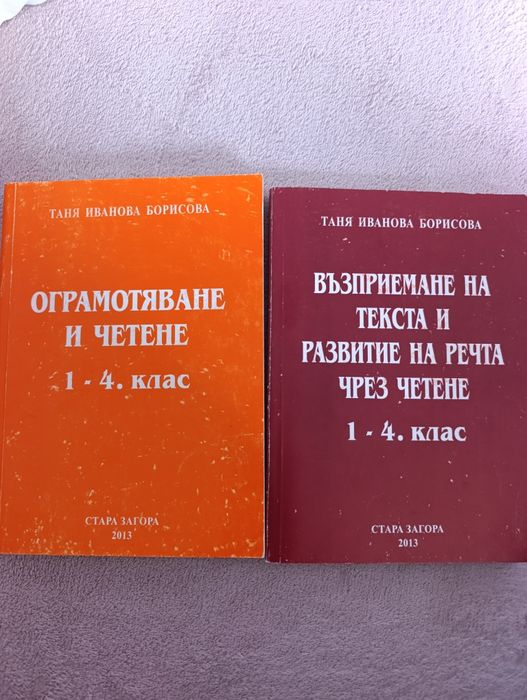 ТАНЯ ИВАНОВА БОРИСОВА
ОГРАМОТЯВАНЕ
И ЧЕТЕНЕ
1 - 4. клас
СТАРА ЗАГОРА
2013
ТАНЯ ИВАНОВА БОРИСОВА
ВЪЗПРИЕМАНЕ НА
ТЕКСТА И
РАЗВИТИЕ НА РЕЧТА
ЧРЕЗ ЧЕТЕНЕ
1 - 4. клас
СТАРА ЗАГОРА
2013